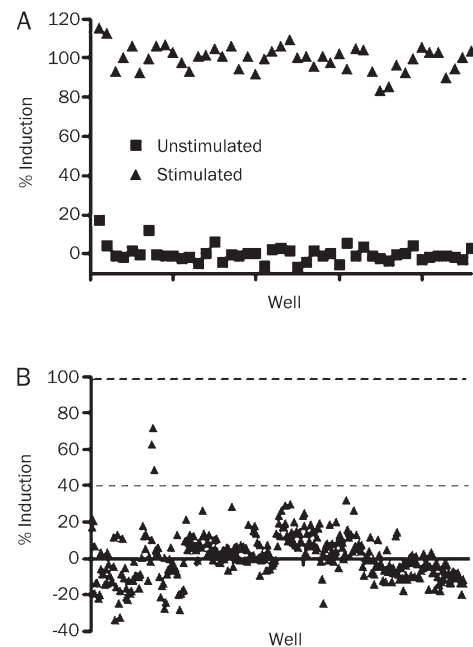 A
120
100
80
60
40
20
0
% Induction
Unstimulated
Stimulated
Well
B
100
80
60
40
20
0
-20
-40
% Induction
Well